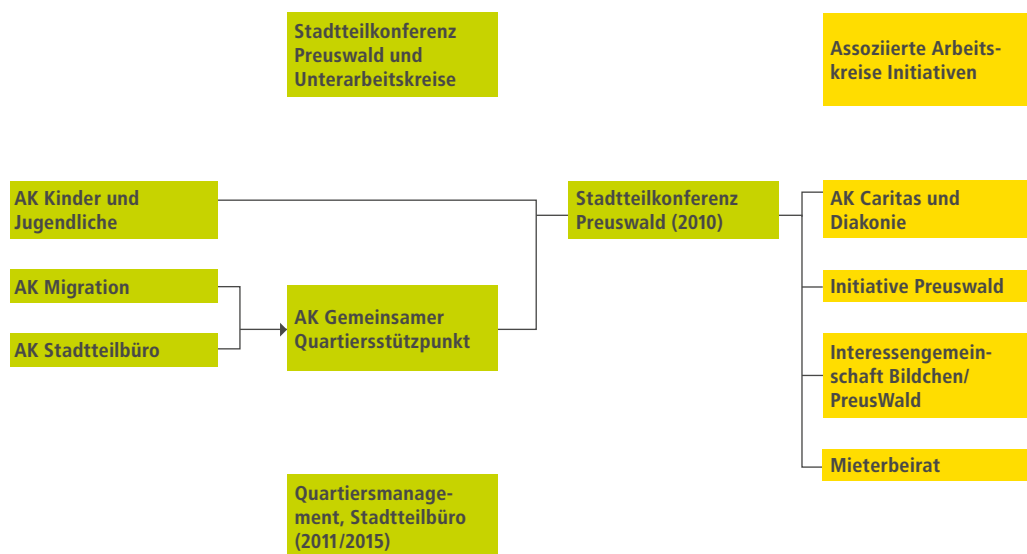 Stadtteilkonferenz
Preuswald und
Unterarbeitskreise
Assoziierte Arbeits-
kreise Initiativen
AK Kinder und
Jugendliche
AK Migration
AK Stadtteilbüro
AK Gemeinsamer
Quartiersstützpunkt
Stadtteilkonferenz
Preuswald (2010)
AK Caritas und
Diakonie
Initiative Preuswald
Interessengemein-
schaft Bildchen/
PreusWald
Mieterbeirat
Quartiersmanage-
ment, Stadtteilbüro
(2011/2015)